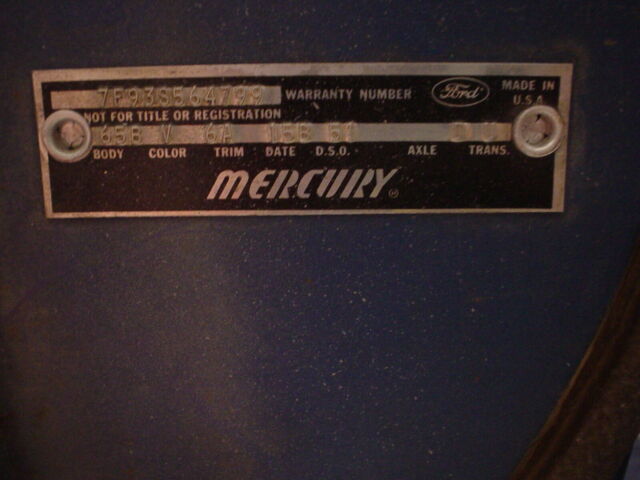 7F93S564799 WARRANTY NUMBER Ford MADE IN
U.S.A.
NOT FOR TITLE OR REGISTRATION
65B V 6A 15B
BODY COLOR TRIM DATE D.S.O. AXLE TRANS.
MERCURY